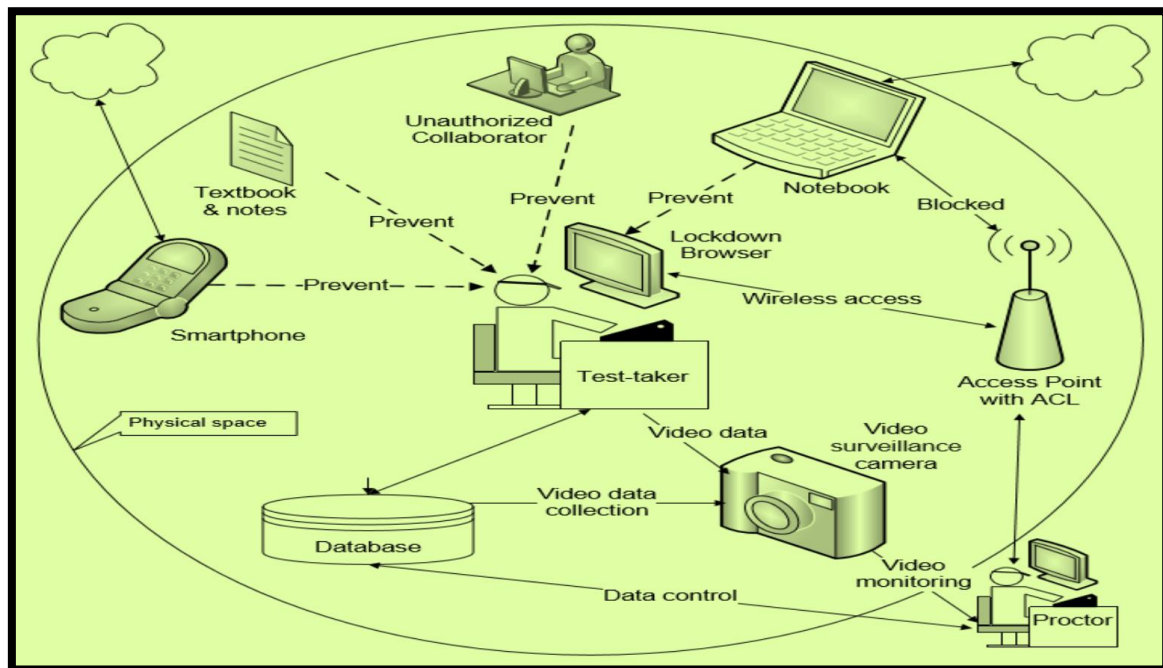 Unauthorized
Collaborator
Textbook
& notes
Notebook
Prevent
Prevent
Prevent
Blocked
Lockdown
Browser
-Prevent
Smartphone
Wireless access
Test-taker
Access Point
with ACL
Physical space
Video data
Video
surveillance
camera
Video data
collection
Database
Video
monitoring
Data control
Proctor